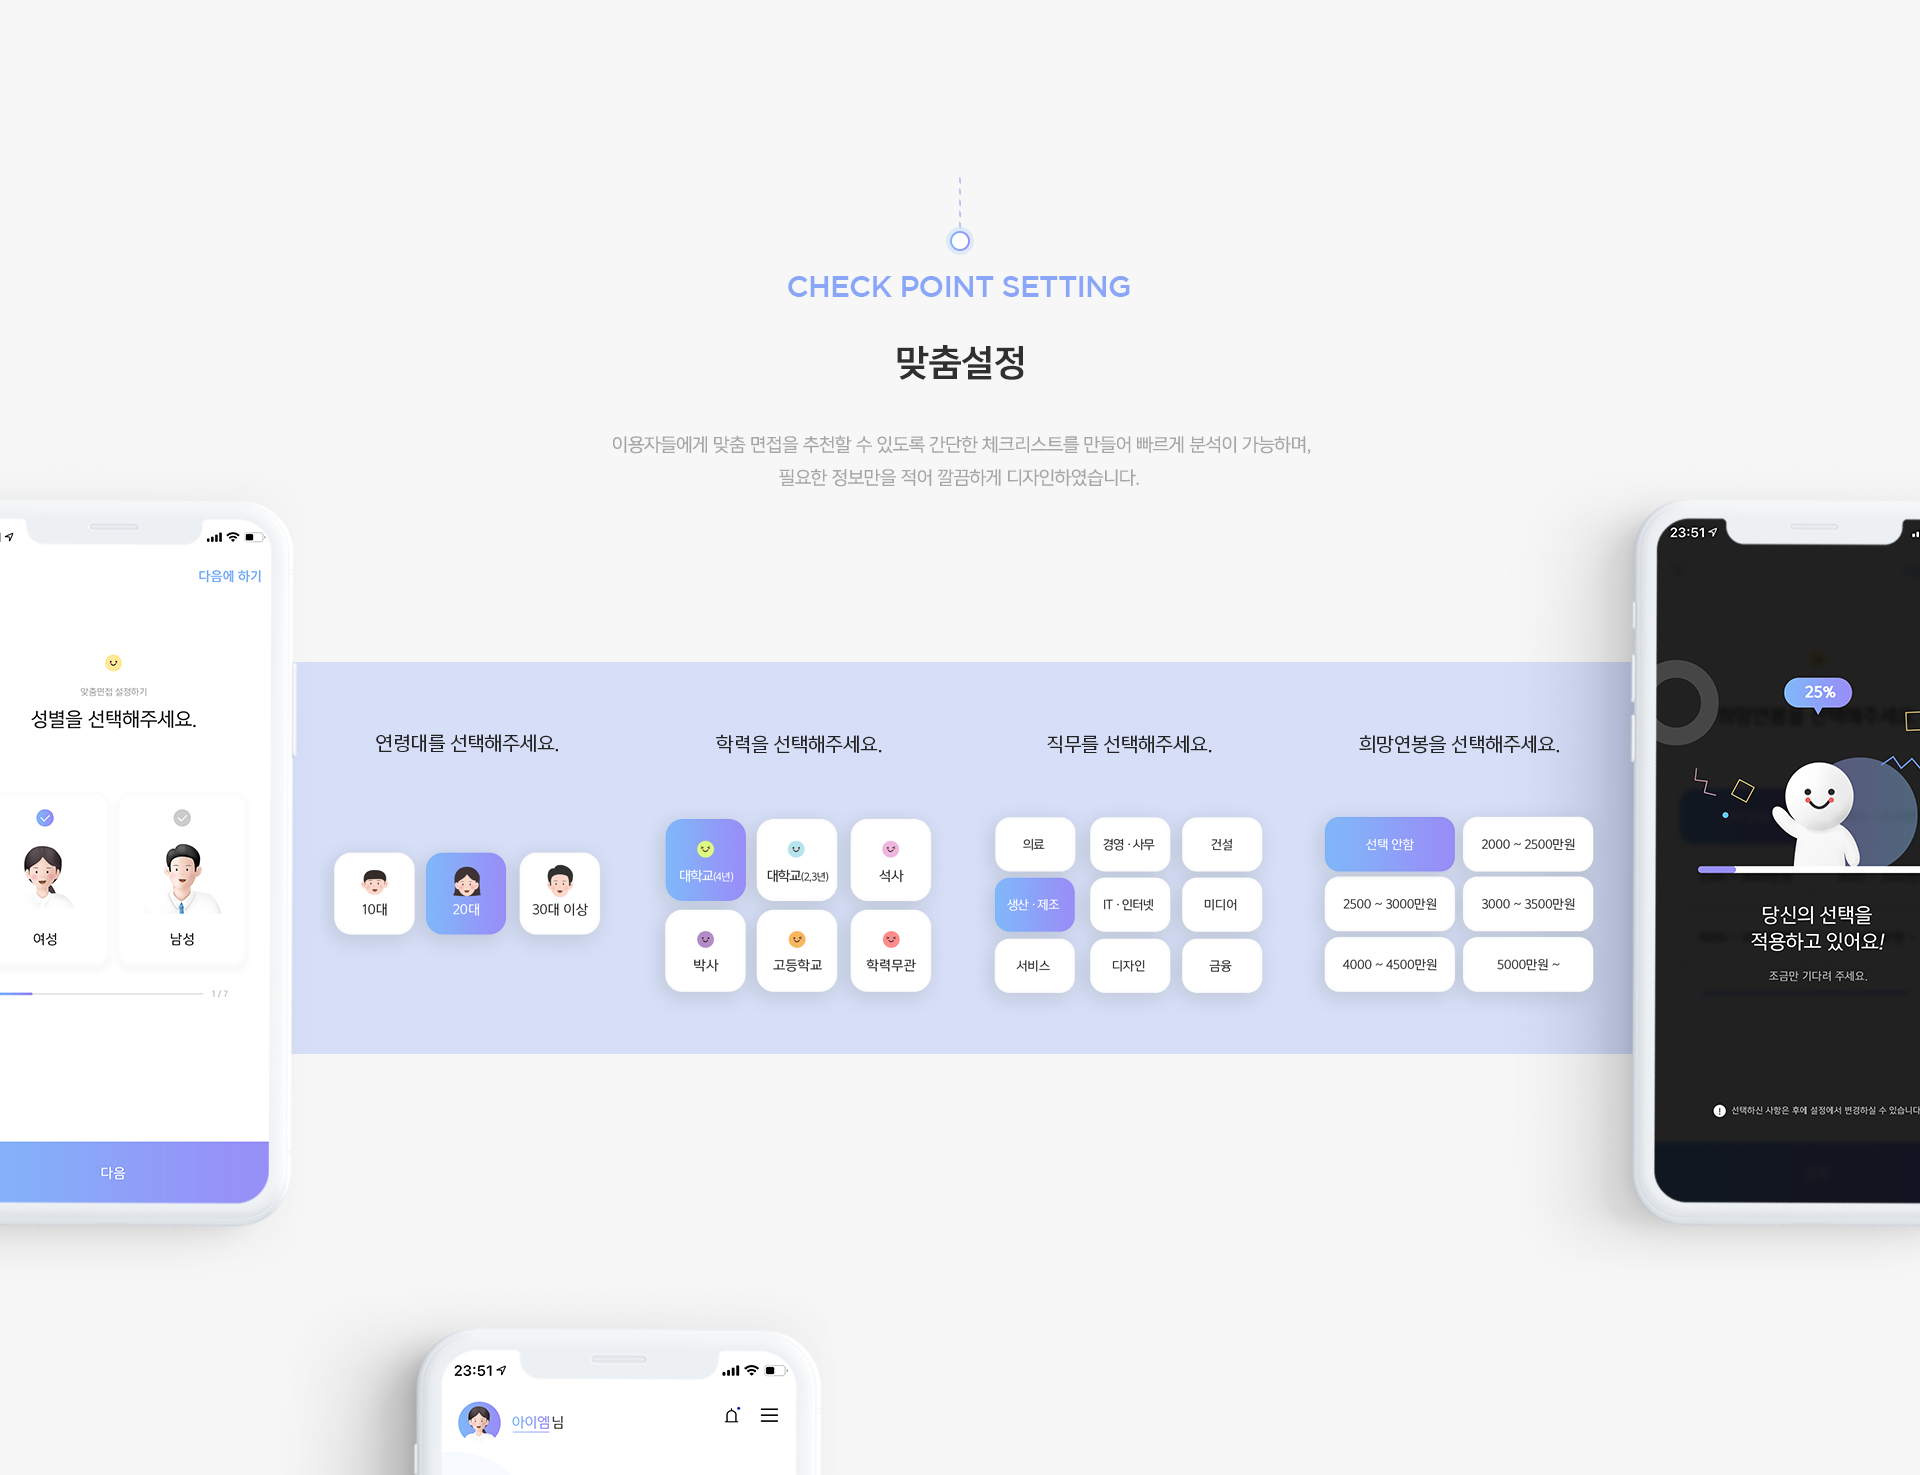 CHECK POINT SETTING
맞춤설정
이용자들에게 맞춤 면접을 추천할 수 있도록 간단한 체크리스트를 만들어 빠르게 분석이 가능하며,
필요한 정보만을 적어 깔끔하게 디자인하였습니다.
다음에 하기
맞춤면접 설정하기
성별을 선택해주세요.
여성
남성
1 / 7
다음
연령대를 선택해주세요.
10대
20대
30대 이상
학력을 선택해주세요.
대학교(4년)
대학교(2,3년)
석사
박사
고등학교
학력무관
직무를 선택해주세요.
의료
경영 · 사무
건설
생산 · 제조
IT · 인터넷
미디어
서비스
디자인
금융
희망연봉을 선택해주세요.
선택 안함
2000 ~ 2500만원
2500 ~ 3000만원
3000 ~ 3500만원
4000 ~ 4500만원
5000만원 ~
23:51
25%
당신의 선택을
적용하고 있어요!
조금만 기다려 주세요.
선택하신 사항은 후에 설정에서 변경하실 수 있습니다
23:51
아이엠님